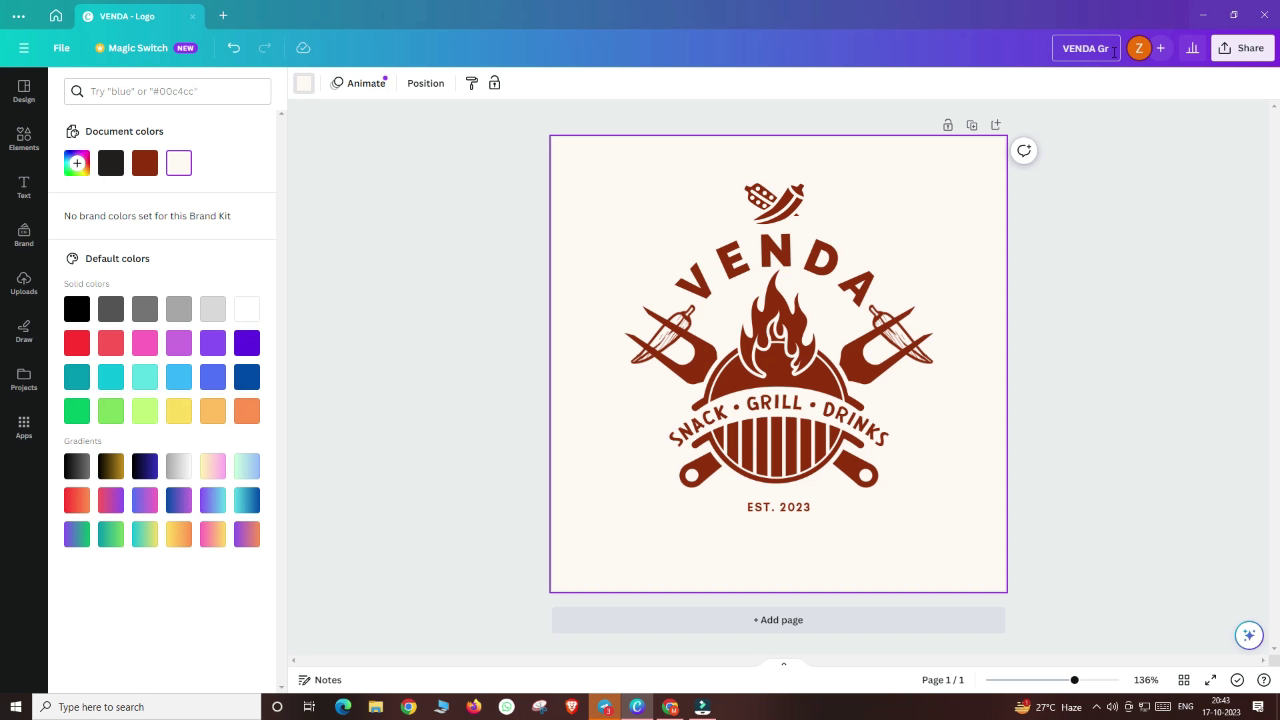 VENDA - Logo
File
Magic Switch NEW
VENDA Gr
Z
Share
Try "blue" or "#00c4cc"
Animate
Position
Design
Elements
Text
Brand
Uploads
Draw
Projects
Apps
Document colors
No brand colors set for this Brand Kit
Default colors
Solid colors
Gradients
VENDA
SNACK • GRILL • DRINKS
EST. 2023
+ Add page
Notes
Page 1 / 1
136%
Type here to search
27°C Haze
ENG
20:43
17-10-2023